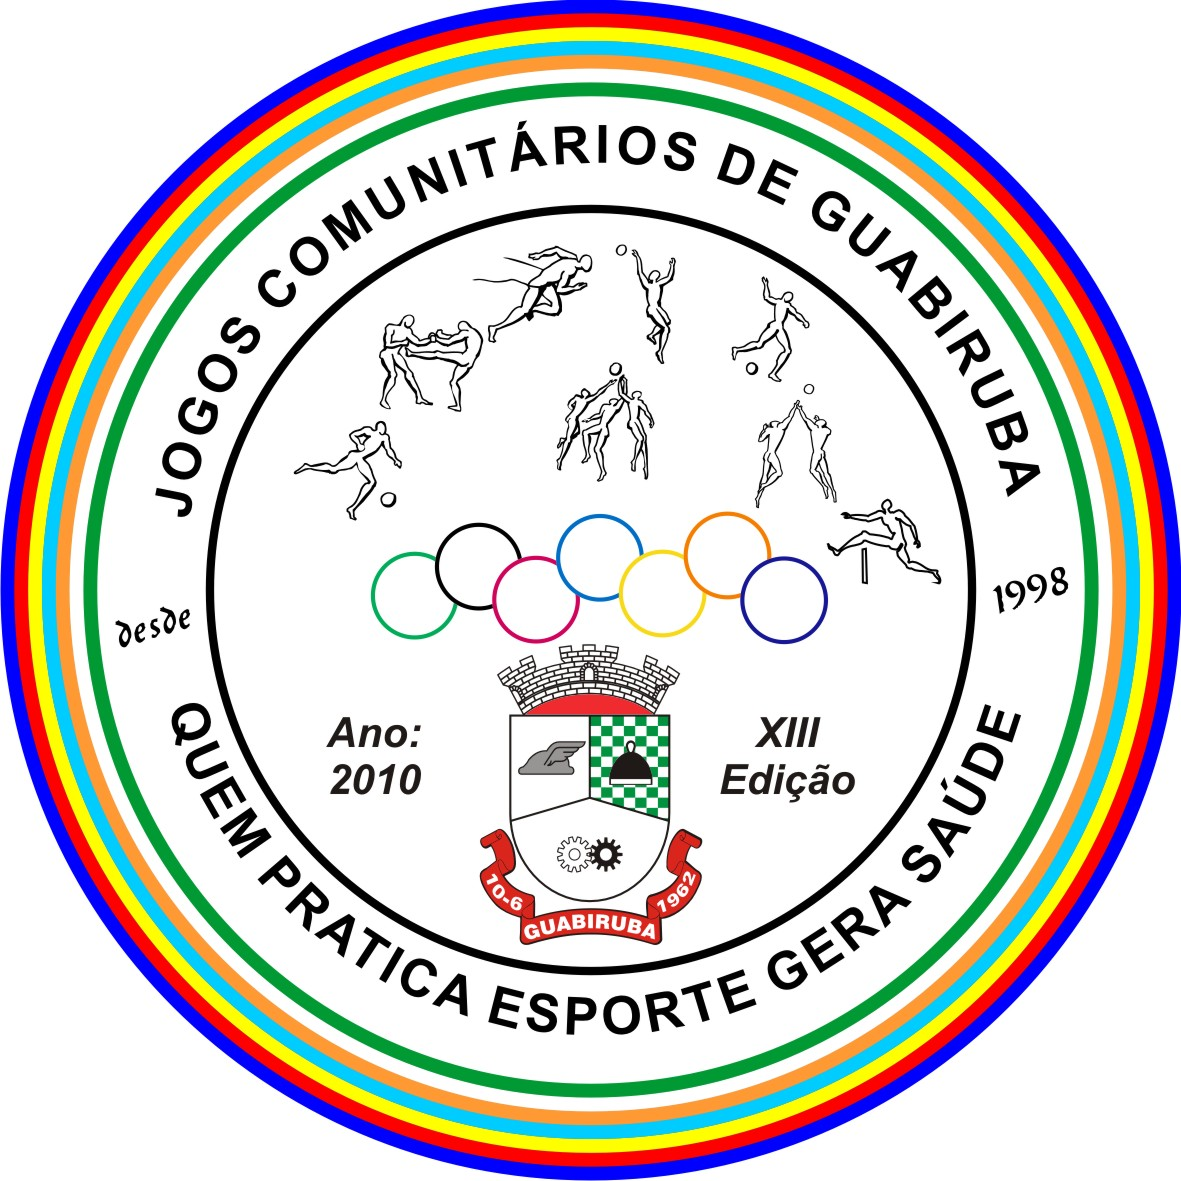 JOGOS COMUNITÁRIOS DE GUABIRUBA
desde
1998
Ano:
2010
XIII
Edição
10-6
GUABIRUBA
1962
QUEM PRATICA ESPORTE GERA SAÚDE